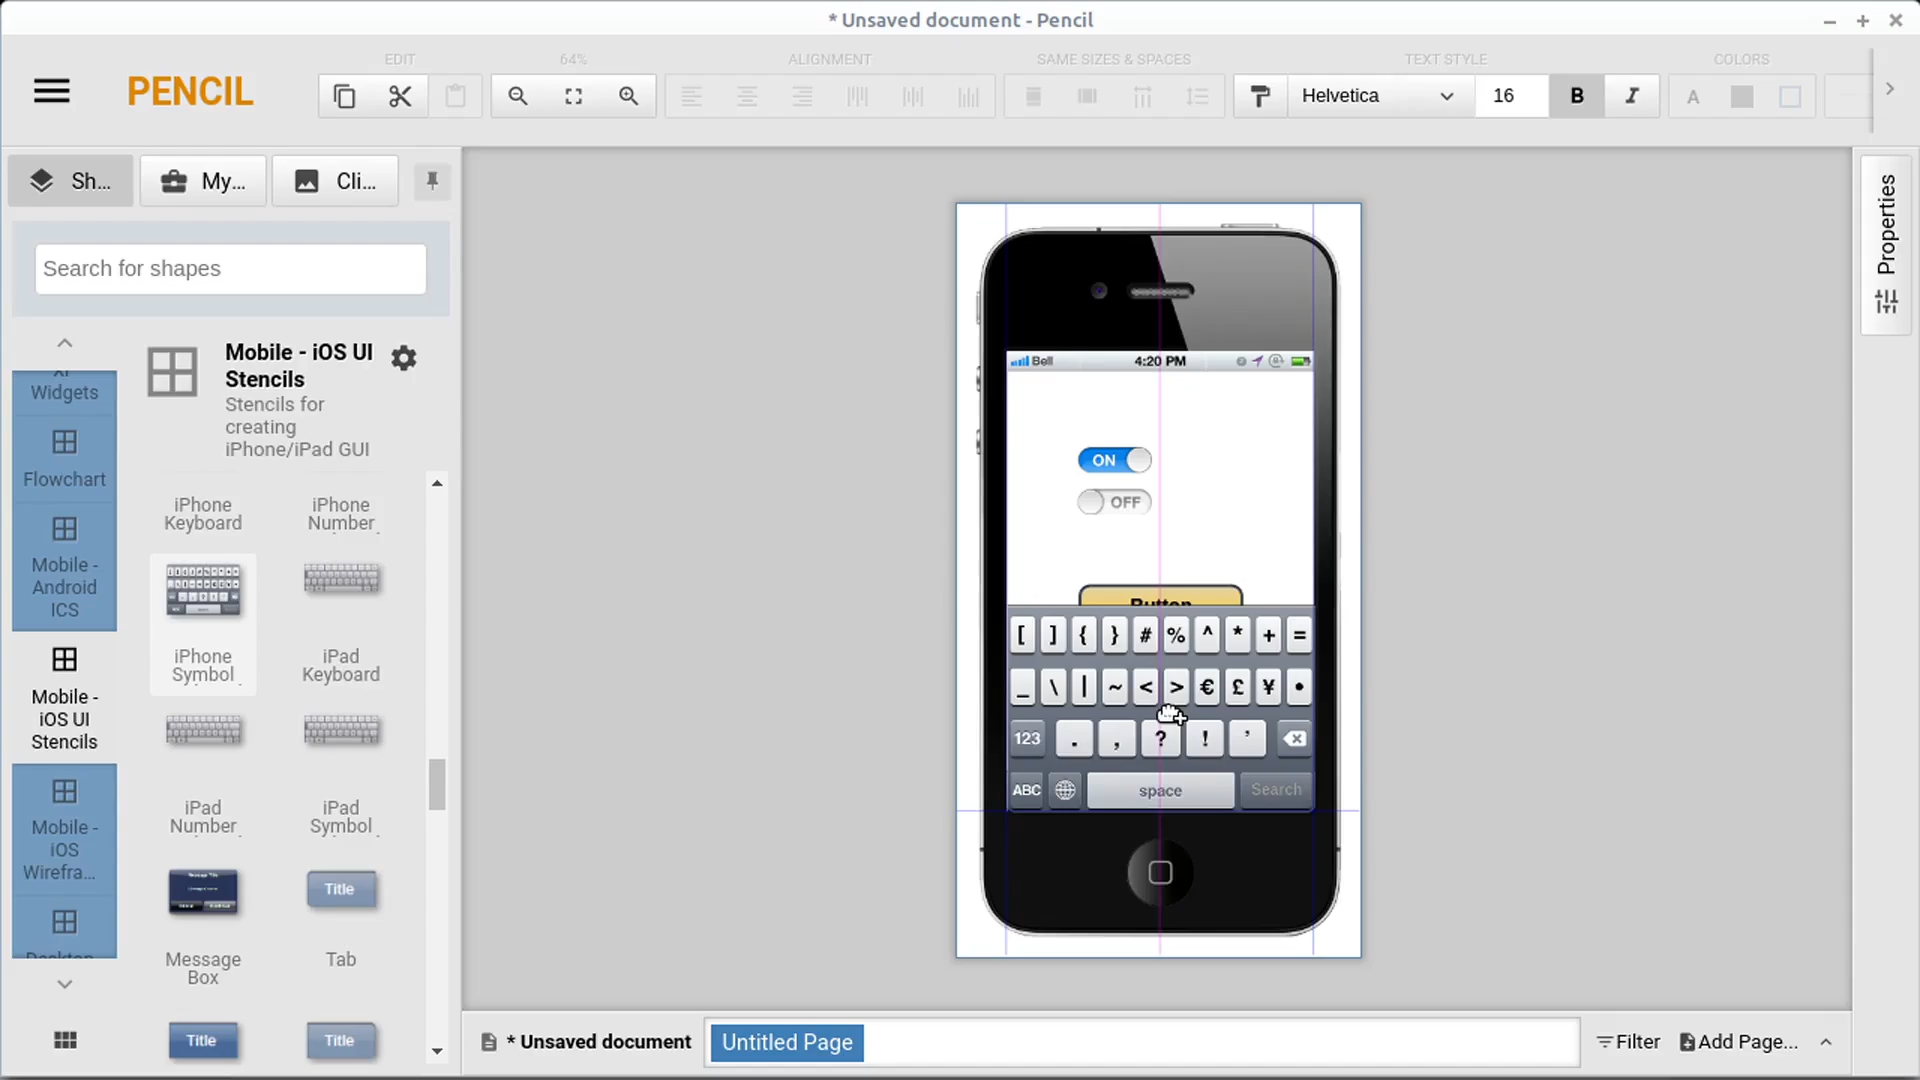 * Unsaved document - Pencil
PENCIL
EDIT
64%
ALIGNMENT
SAME SIZES & SPACES
TEXT STYLE
COLORS
Helvetica
16
B
I
A
Sh...
My...
Cli...
Properties
Search for shapes
Mobile - iOS UI
Stencils
Stencils for
creating
iPhone/iPad GUI
Widgets
Flowchart
Mobile -
Android
ICS
Mobile -
iOS UI
Stencils
Mobile -
iOS
Wirefra...
iPhone
Keyboard
iPhone
Number
iPhone
Symbol
iPad
Keyboard
iPad
Number
iPad
Symbol
Message
Box
Title
Tab
Title
Title
Bell
4:20 PM
ON
OFF
Button
[ ] { } # % ^ * + =
_ \ | ~ < > € £ ¥ •
123 . , ? ! '
ABC space Search
* Unsaved document
Untitled Page
Filter
Add Page...